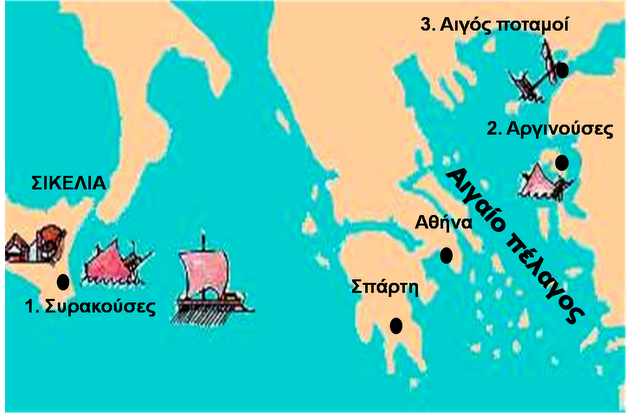 3. Αιγός ποταμοί
2. Αργινούσες
ΣΙΚΕΛΙΑ
Αιγαίο πέλαγος
Αθήνα
Σπάρτη
1. Συρακούσες